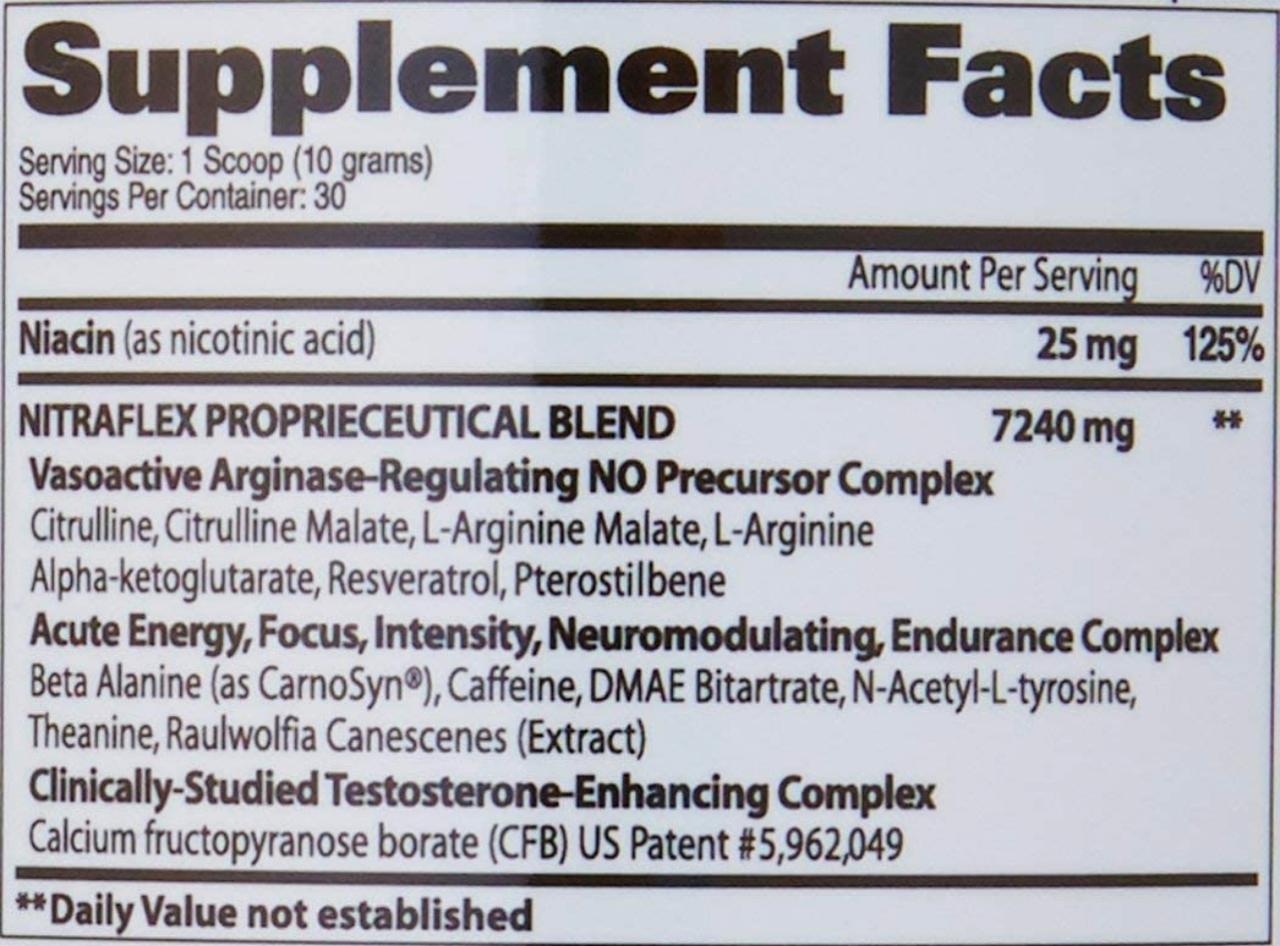 Supplement Facts
Serving Size: 1 Scoop (10 grams)
Servings Per Container: 30
Amount Per Serving %DV
Niacin (as nicotinic acid) 25 mg 125%
NITRAFLEX PROPRIECEUTICAL BLEND 7240 mg **
Vasoactive Arginase-Regulating NO Precursor Complex
Citrulline, Citrulline Malate, L-Arginine Malate, L-Arginine
Alpha-ketoglutarate, Resveratrol, Pterostilbene
Acute Energy, Focus, Intensity, Neuromodulating, Endurance Complex
Beta Alanine (as CarnoSyn®), Caffeine, DMAE Bitartrate, N-Acetyl-L-tyrosine,
Theanine, Raulwolfia Canescenes (Extract)
Clinically-Studied Testosterone-Enhancing Complex
Calcium fructopyranose borate (CFB) US Patent #5,962,049
**Daily Value not established